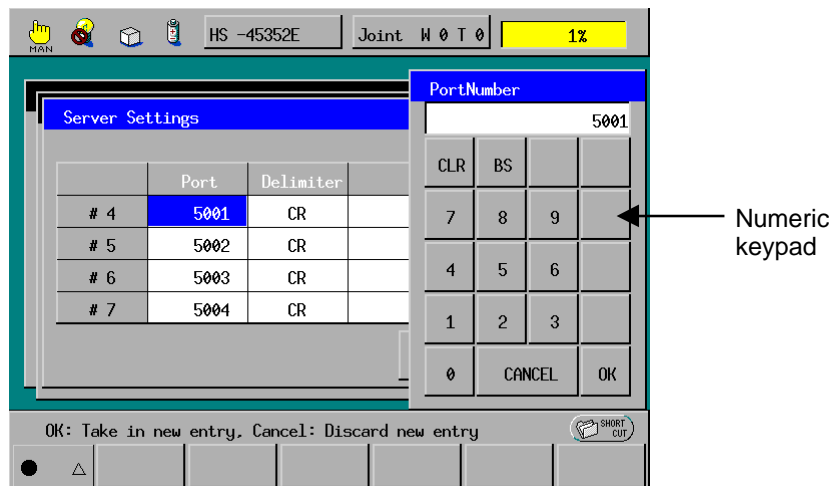 MAN
HS -45352E
Joint W 0 T 0
1%
PortNumber
5001
Server Settings
CLR BS
Port Delimiter
7 8 9
# 4 5001 CR
# 5 5002 CR
4 5 6
# 6 5003 CR
# 7 5004 CR
1 2 3
0 CANCEL OK
Numeric
keypad
OK: Take in new entry, Cancel: Discard new entry
SHORT
CUT